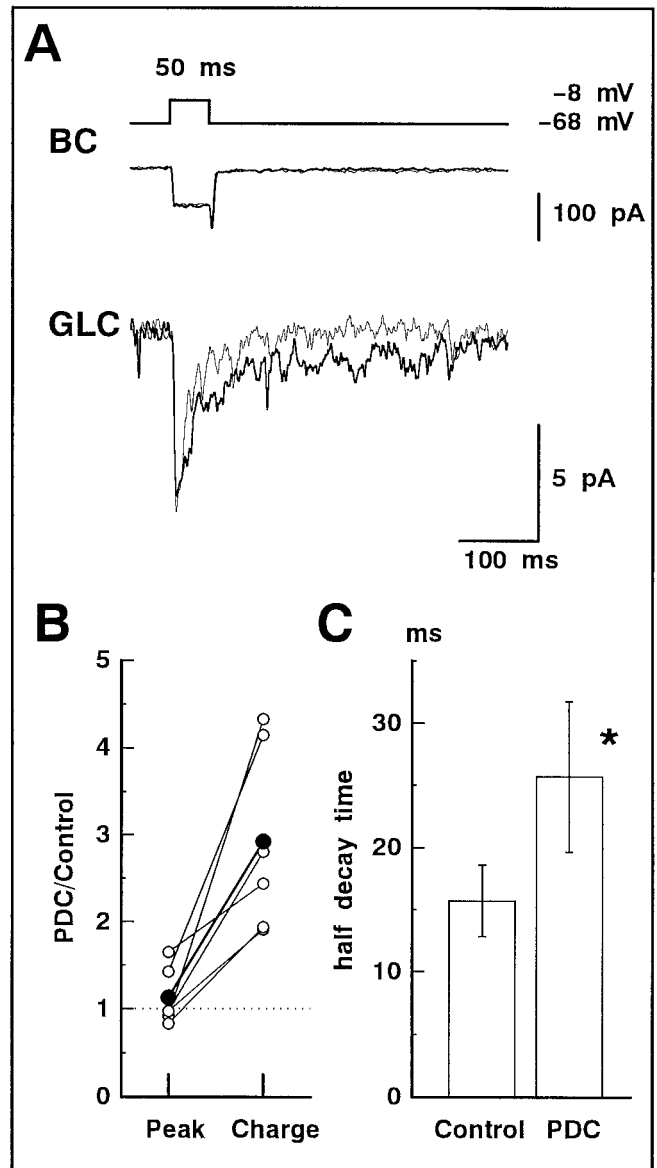 A
50 ms
-8 mV
-68 mV
BC
100 pA
GLC
5 pA
100 ms
B
5
4
3
2
1
0
PDC/Control
Peak Charge
C
ms
30
20
10
0
half decay time
*
Control PDC